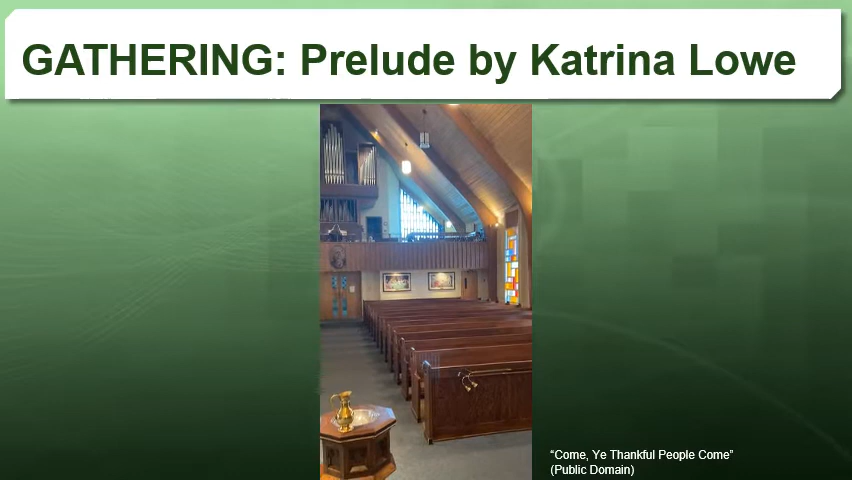 GATHERING: Prelude by Katrina Lowe
“Come, Ye Thankful People Come”
(Public Domain)